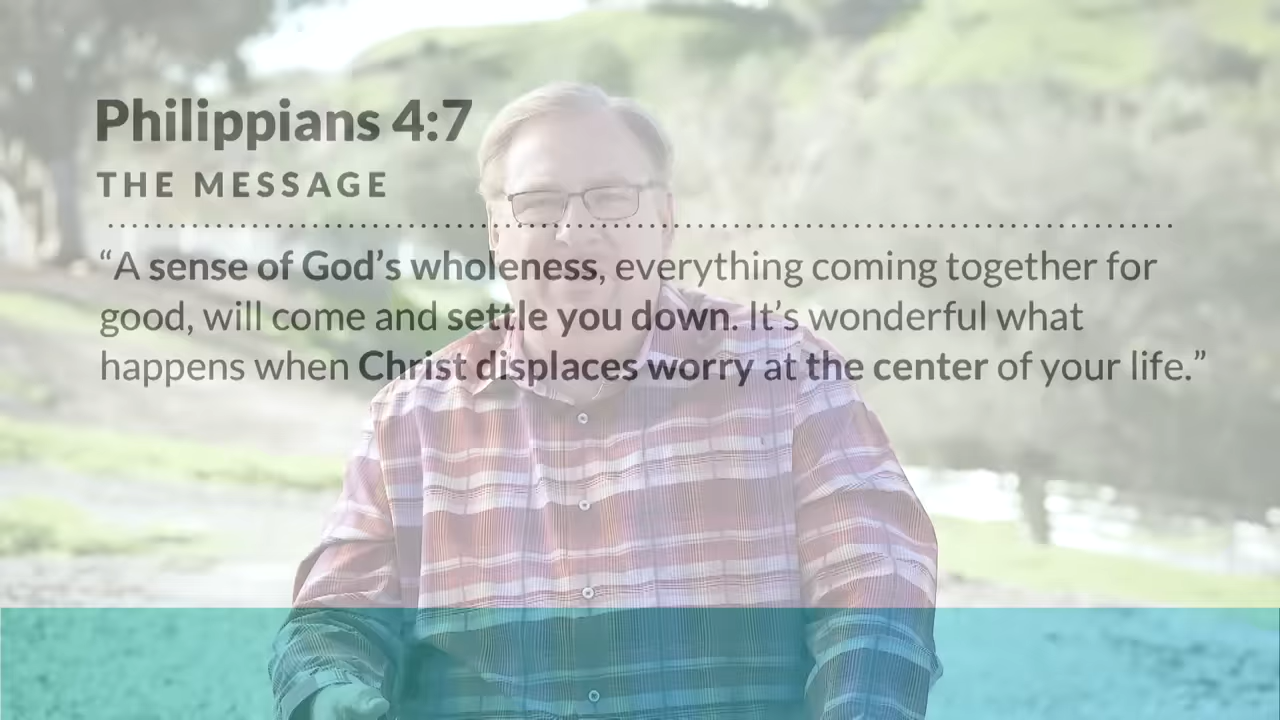 Philippians 4:7
THE MESSAGE
“A sense of God’s wholeness, everything coming together for
good, will come and settle you down. It’s wonderful what
happens when Christ displaces worry at the center of your life.”